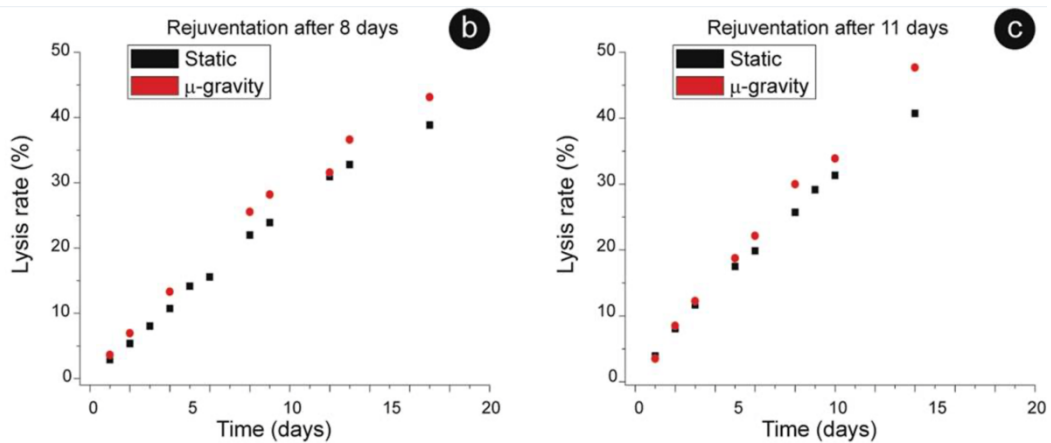 Rejuventation after 8 days
b
Static
μ-gravity
50
40
30
20
10
0
Lysis rate (%)
0
5
10
15
20
Time (days)
Rejuventation after 11 days
c
Static
μ-gravity
50
40
30
20
10
0
Lysis rate (%)
0
5
10
15
20
Time (days)